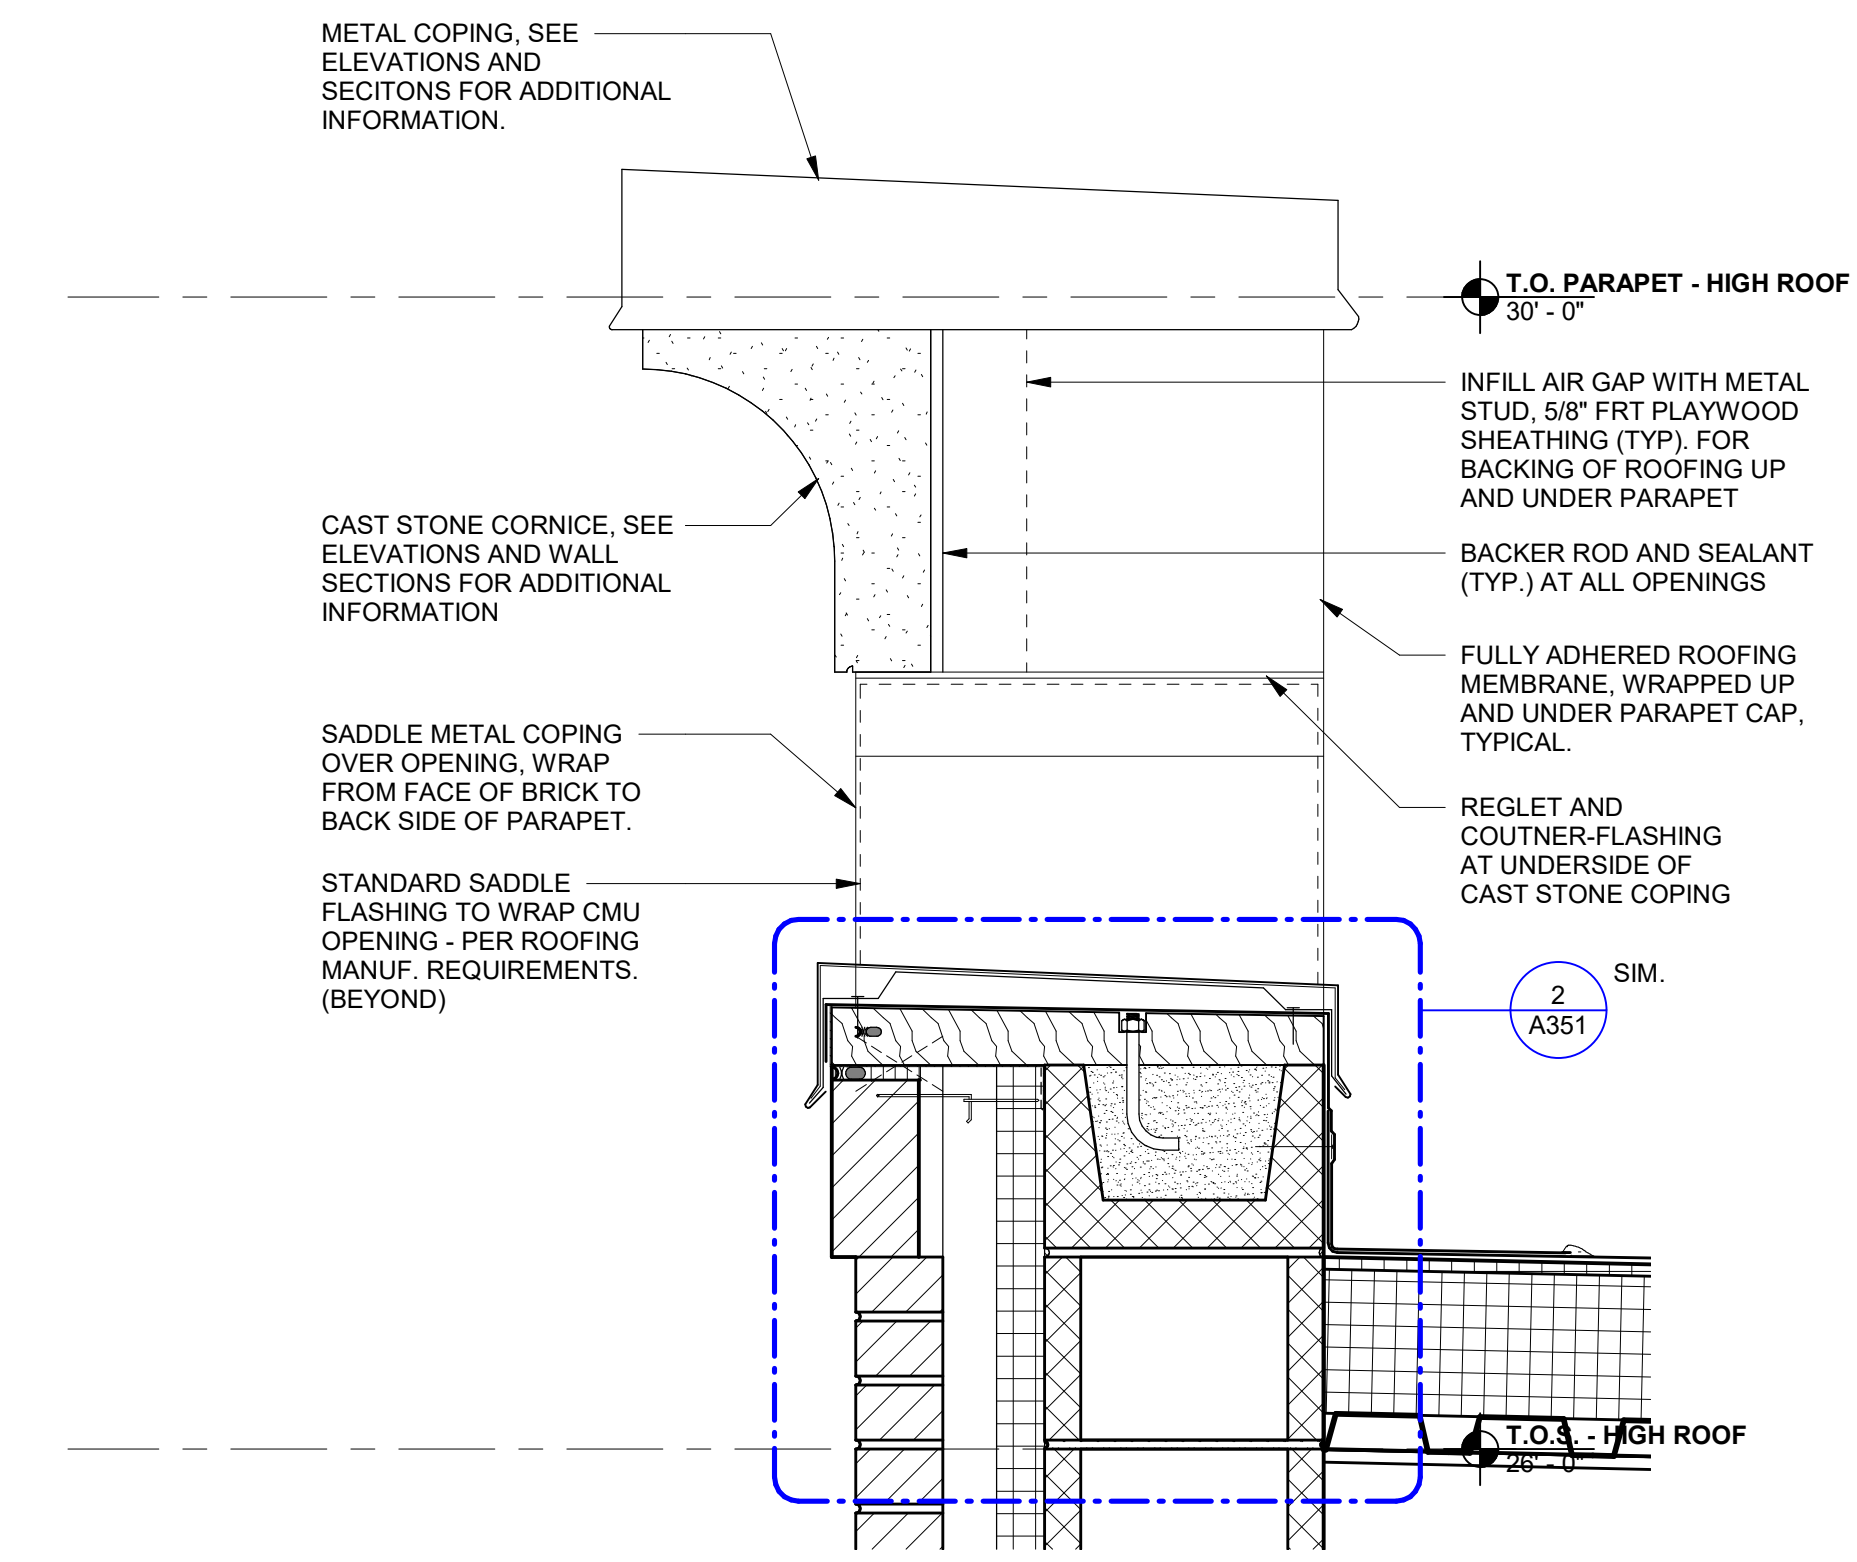 METAL COPING, SEE
ELEVATIONS AND
SECITONS FOR ADDITIONAL
INFORMATION.
T.O. PARAPET - HIGH ROOF
30' - 0"
INFILL AIR GAP WITH METAL
STUD, 5/8" FRT PLAYWOOD
SHEATHING (TYP). FOR
BACKING OF ROOFING UP
AND UNDER PARAPET
CAST STONE CORNICE, SEE
ELEVATIONS AND WALL
SECTIONS FOR ADDITIONAL
INFORMATION
BACKER ROD AND SEALANT
(TYP.) AT ALL OPENINGS
FULLY ADHERED ROOFING
MEMBRANE, WRAPPED UP
AND UNDER PARAPET CAP,
TYPICAL.
SADDLE METAL COPING
OVER OPENING, WRAP
FROM FACE OF BRICK TO
BACK SIDE OF PARAPET.
REGLET AND
COUTNER-FLASHING
AT UNDERSIDE OF
CAST STONE COPING
STANDARD SADDLE
FLASHING TO WRAP CMU
OPENING - PER ROOFING
MANUF. REQUIREMENTS.
(BEYOND)
SIM.
2
A351
T.O.S. - HIGH ROOF
26' - 0"